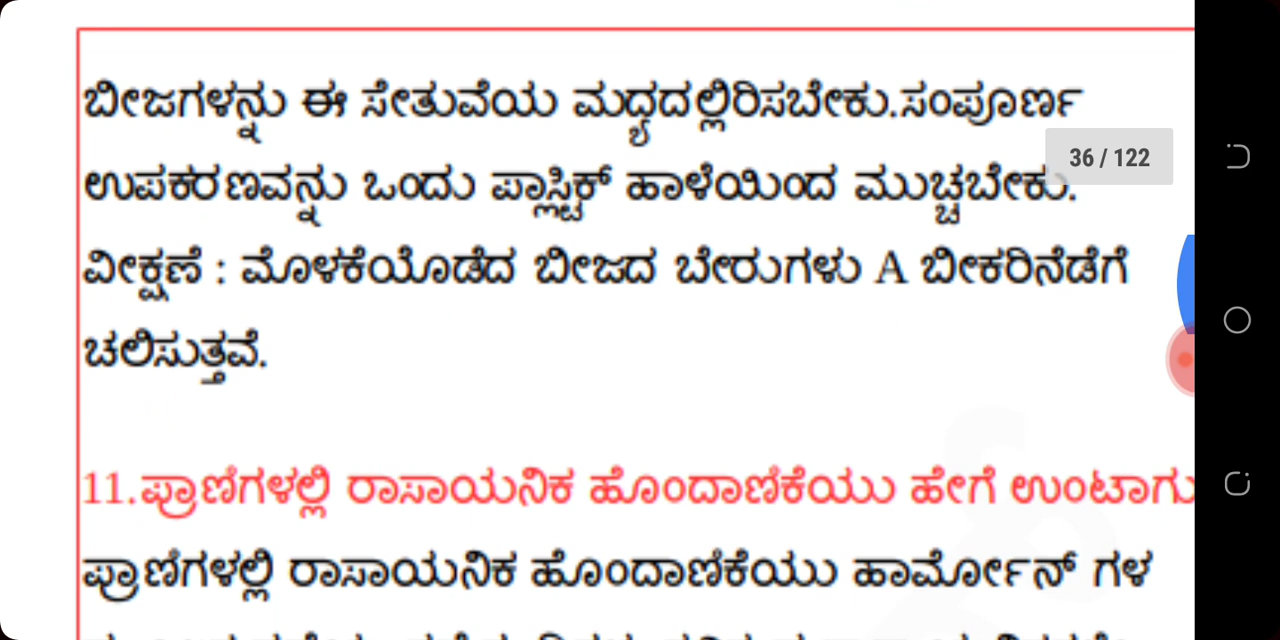 ಬೀಜಗಳನ್ನು ಈ ಸೇತುವೆಯ ಮಧ್ಯದಲ್ಲಿರಿಸಬೇಕು.ಸಂಪೂರ್ಣ
36 / 122
ಉಪಕರಣವನ್ನು ಒಂದು ಪ್ಲಾಸ್ಟಿಕ್ ಹಾಳೆಯಿಂದ ಮುಚ್ಚಬೇಕು.
ವೀಕ್ಷಣೆ : ಮೊಳಕೆಯೊಡೆದ ಬೀಜದ ಬೇರುಗಳು A ಬೀಕರಿನೆಡೆಗೆ
ಚಲಿಸುತ್ತವೆ.
11.ಪ್ರಾಣಿಗಳಲ್ಲಿ ರಾಸಾಯನಿಕ ಹೊಂದಾಣಿಕೆಯು ಹೇಗೆ ಉಂಟಾಗು
ಪ್ರಾಣಿಗಳಲ್ಲಿ ರಾಸಾಯನಿಕ ಹೊಂದಾಣಿಕೆಯು ಹಾರ್ಮೋನ್ ಗಳ